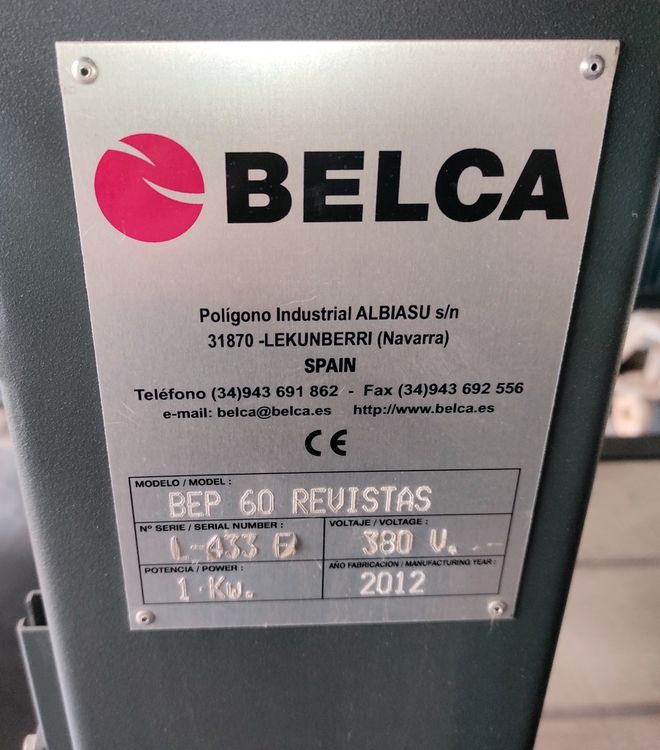 BELCA
Polígono Industrial ALBIASU s/n
31870 -LEKUNBERRI (Navarra)
SPAIN
Teléfono (34)943 691 862 - Fax (34)943 692 556
e-mail: belca@belca.es http://www.belca.es
CE
MODELO / MODEL :
BEP 60 REVISTAS
Nº SERIE / SERIAL NUMBER :
L-433
VOLTAJE / VOLTAGE :
380 V.
POTENCIA / POWER :
1 Kw.
AÑO FABRICACION / MANUFACTURING YEAR :
2012